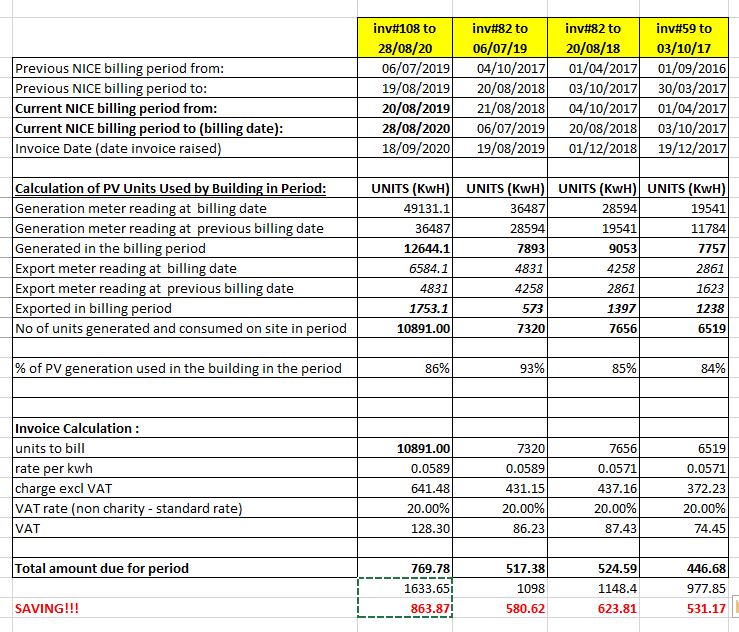 inv#108 to 28/08/20 inv#82 to 06/07/19 inv#82 to 20/08/18 inv#59 to 03/10/17
Previous NICE billing period from: 06/07/2019 04/10/2017 01/04/2017 01/09/2016
Previous NICE billing period to: 19/08/2019 20/08/2018 03/10/2017 30/03/2017
Current NICE billing period from: 20/08/2019 21/08/2018 04/10/2017 01/04/2017
Current NICE billing period to (billing date): 28/08/2020 06/07/2019 20/08/2018 03/10/2017
Invoice Date (date invoice raised) 18/09/2020 19/08/2019 01/12/2018 19/12/2017
Calculation of PV Units Used by Building in Period: UNITS (KwH) UNITS (KwH) UNITS (KwH) UNITS (KwH)
Generation meter reading at billing date 49131.1 36487 28594 19541
Generation meter reading at previous billing date 36487 28594 19541 11784
Generated in the billing period 12644.1 7893 9053 7757
Export meter reading at billing date 6584.1 4831 4258 2861
Export meter reading at previous billing date 4831 4258 2861 1623
Exported in billing period 1753.1 573 1397 1238
No of units generated and consumed on site in period 10891.00 7320 7656 6519
% of PV generation used in the building in the period 86% 93% 85% 84%
Invoice Calculation :
units to bill 10891.00 7320 7656 6519
rate per kwh 0.0589 0.0589 0.0571 0.0571
charge excl VAT 641.48 431.15 437.16 372.23
VAT rate (non charity - standard rate) 20.00% 20.00% 20.00% 20.00%
VAT 128.30 86.23 87.43 74.45
Total amount due for period 769.78 517.38 524.59 446.68
1633.65 1098 1148.4 977.85
SAVING!!! 863.87 580.62 623.81 531.17